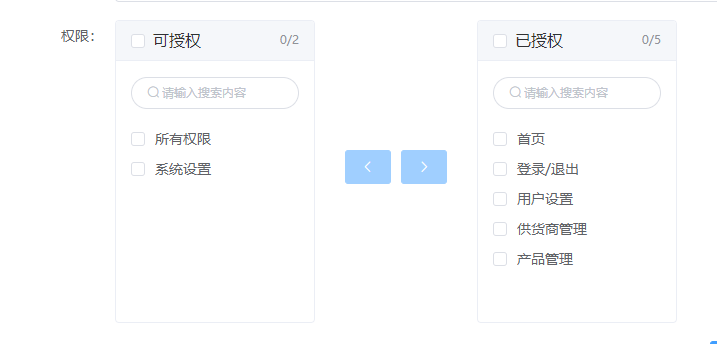 权限：
可授权 0/2
请输入搜索内容
所有权限
系统设置
已授权 0/5
请输入搜索内容
首页
登录/退出
用户设置
供货商管理
产品管理